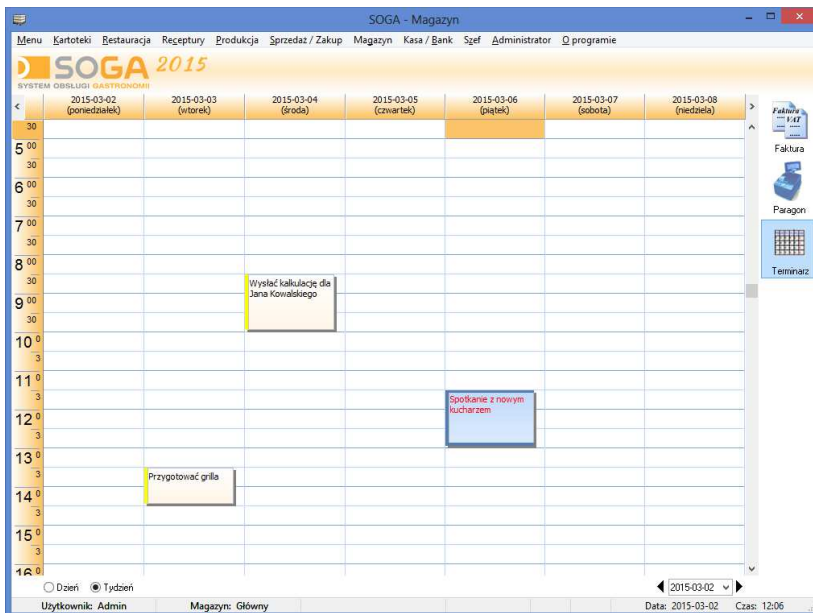 SOGA - Magazyn
Menu Kartoteki Restauracja Receptury Produkcja Sprzedaż / Zakup Magazyn Kasa / Bank Szef Administrator O programie
SOGA 2015
SYSTEM OBSŁUGI GASTRONOMII
2015-03-02 2015-03-03 2015-03-04 2015-03-05 2015-03-06 2015-03-07 2015-03-08
(poniedziałek) (wtorek) (środa) (czwartek) (piątek) (sobota) (niedziela)
Faktura
VAT
Faktura
Paragon
Terminarz
30
5 00
30
6 00
30
7 00
30
8 00
30
Wysłać kalkulację dla
Jana Kowalskiego
9 00
30
10 0
3
11 0
3
Spotkanie z nowym
kucharzem
12 0
3
13 0
3
Przygotować grilla
14 0
3
15 0
3
16 0
Dzień Tydzień 2015-03-02
Użytkownik: Admin Magazyn: Główny Data: 2015-03-02 Czas: 12:06